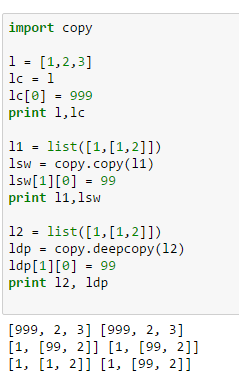 import copy
l = [1,2,3]
lc = l
lc[0] = 999
print l,lc
l1 = list([1,[1,2]])
lsw = copy.copy(l1)
lsw[1][0] = 99
print l1,lsw
l2 = list([1,[1,2]])
ldp = copy.deepcopy(l2)
ldp[1][0] = 99
print l2, ldp
[999, 2, 3] [999, 2, 3]
[1, [99, 2]] [1, [99, 2]]
[1, [1, 2]] [1, [99, 2]]